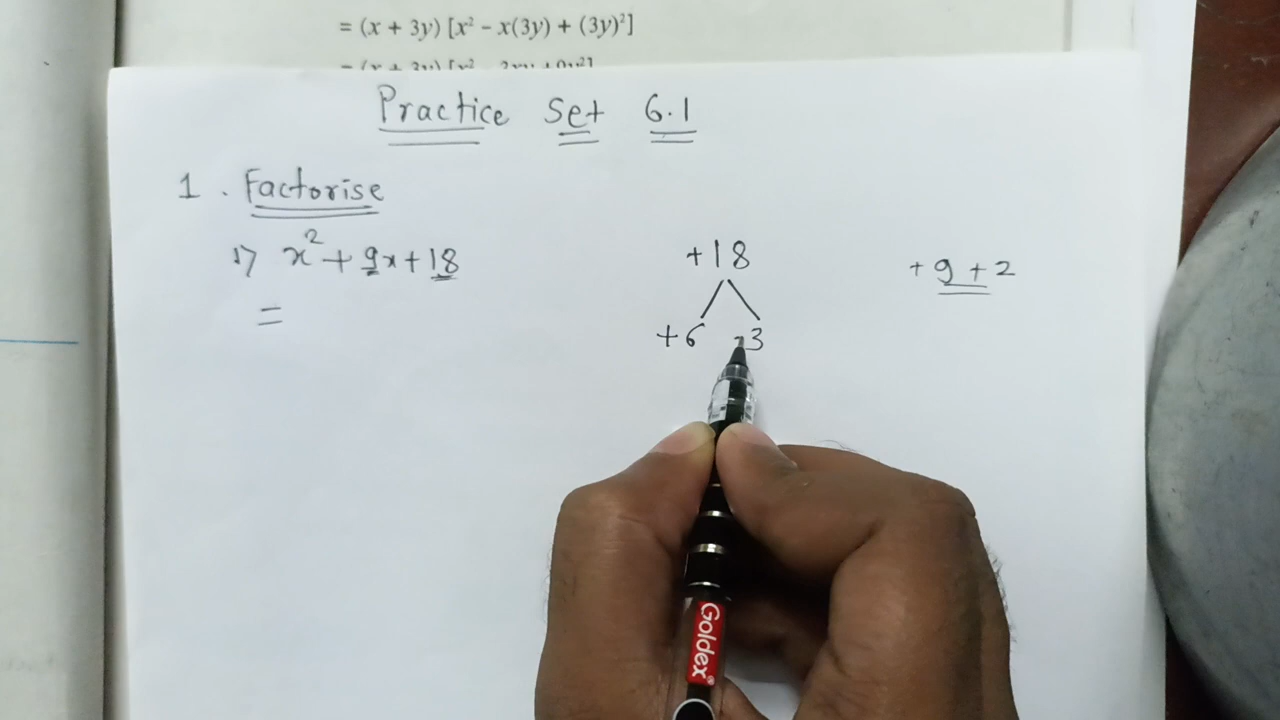 = (x + 3y) [x² – x(3y) + (3y)²]
Practice Set 6.1
1. Factorise
1) x² + 9x + 18
=
+18
+6 3
+9 +2
Goldex®